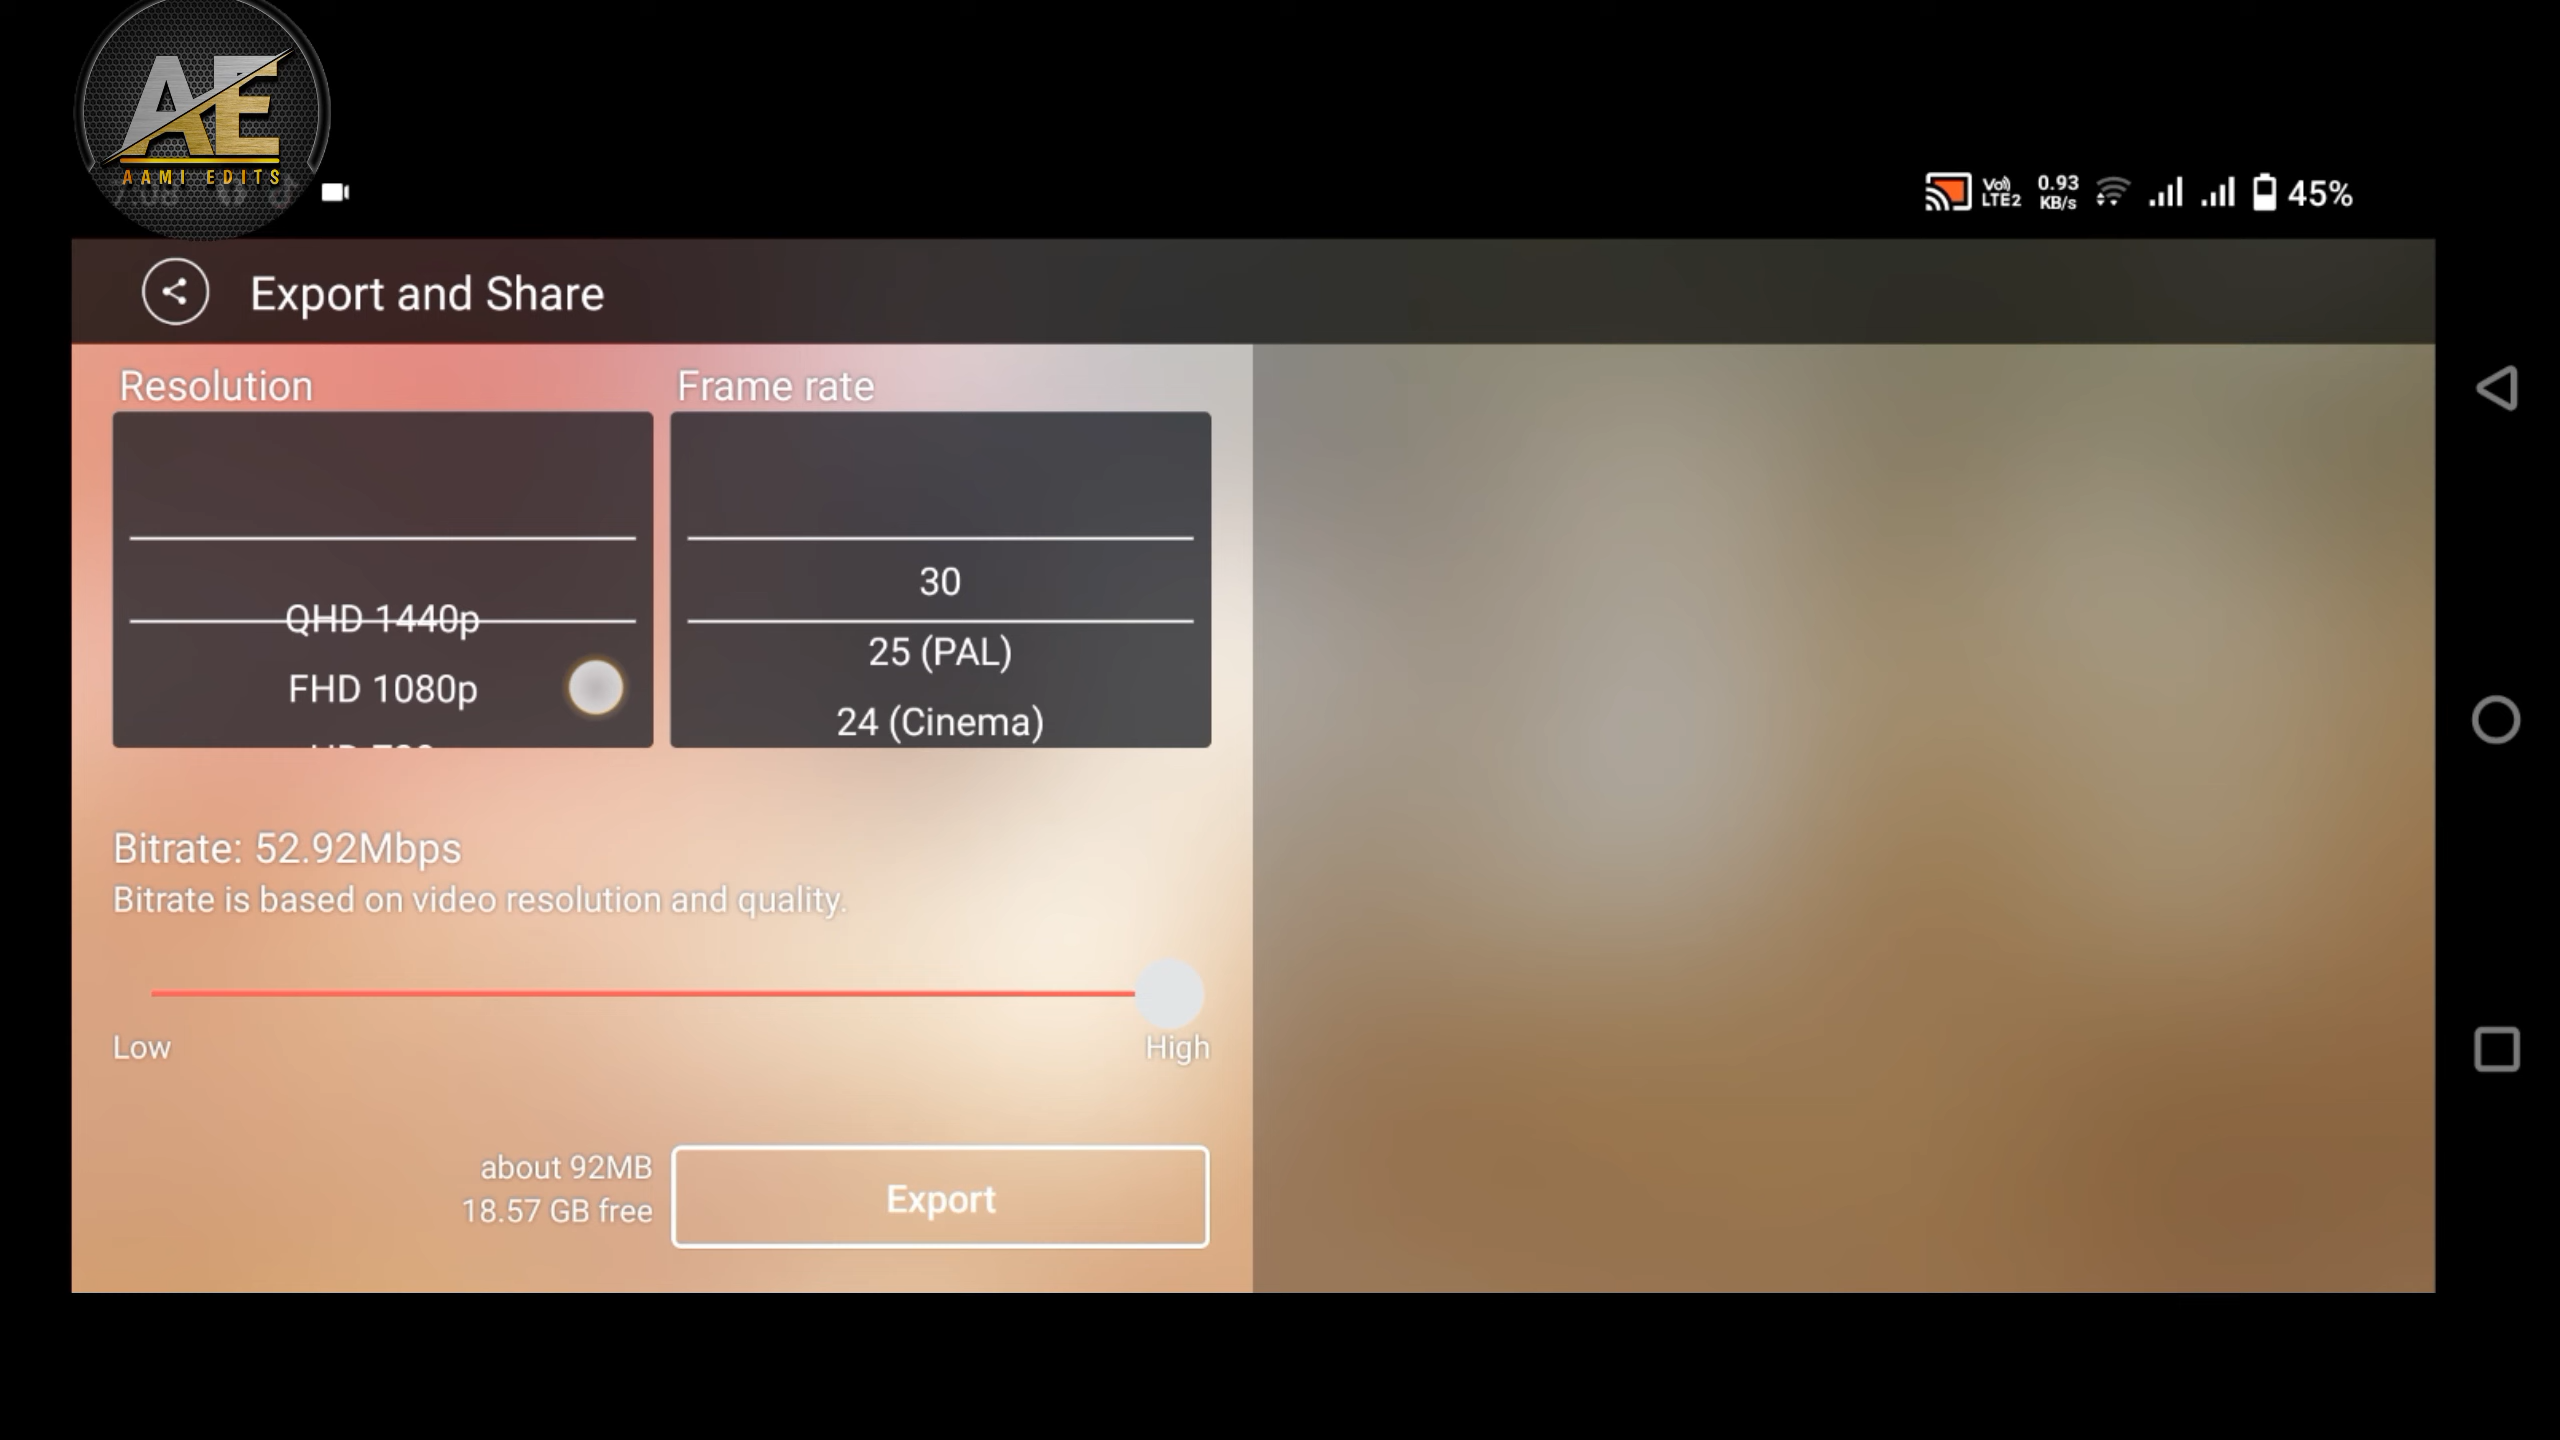 AE
AAMI EDITS
Vo)) LTE2
0.93 KB/s
45%
Export and Share
Resolution
Frame rate
QHD 1440p
FHD 1080p
30
25 (PAL)
24 (Cinema)
Bitrate: 52.92Mbps
Bitrate is based on video resolution and quality.
Low
High
about 92MB
18.57 GB free
Export